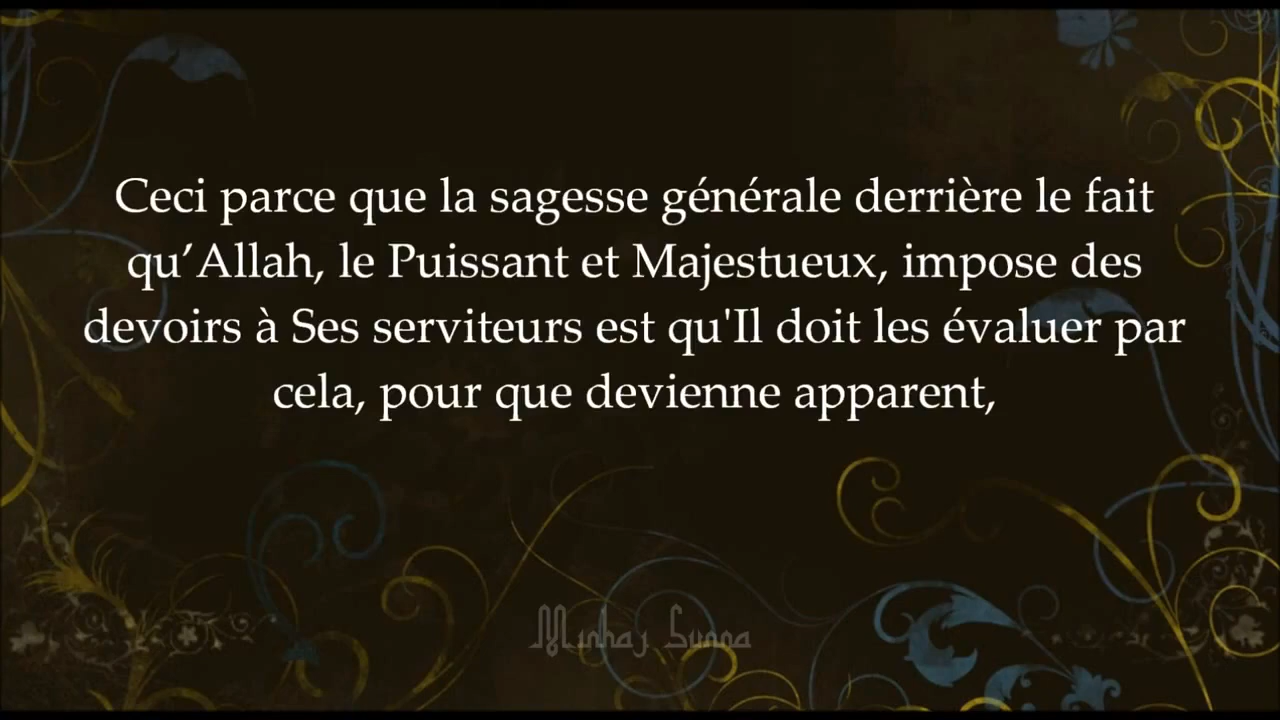 Ceci parce que la sagesse générale derrière le fait
qu’Allah, le Puissant et Majestueux, impose des
devoirs à Ses serviteurs est qu'Il doit les évaluer par
cela, pour que devienne apparent,
Minhaj Sunna